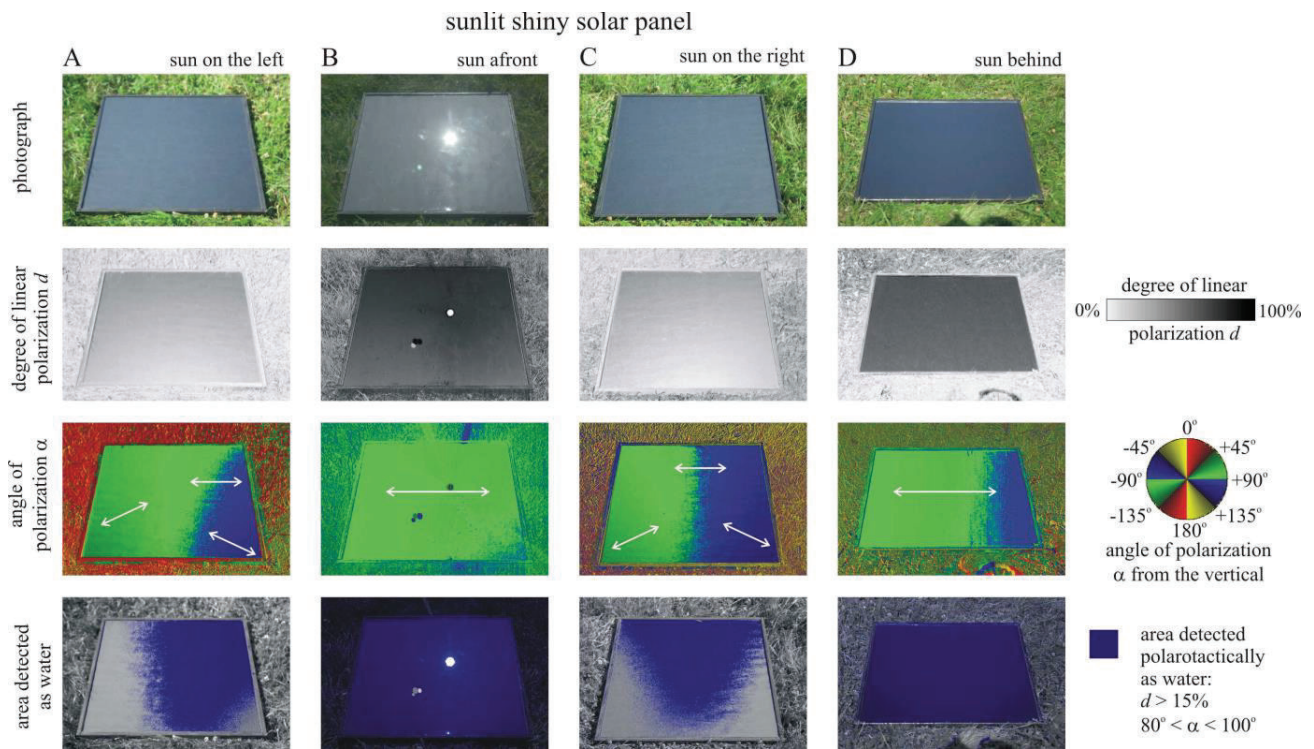 sunlit shiny solar panel
A
sun on the left
B
sun afront
C
sun on the right
D
sun behind
photograph
degree of linear
polarization d
degree of linear
0%
100%
polarization d
angle of
polarization α
0°
-45°
+45°
-90°
+90°
-135°
+135°
180°
angle of polarization
α from the vertical
area detected
as water
area detected
polarotactically
as water:
d > 15%
80° < α < 100°